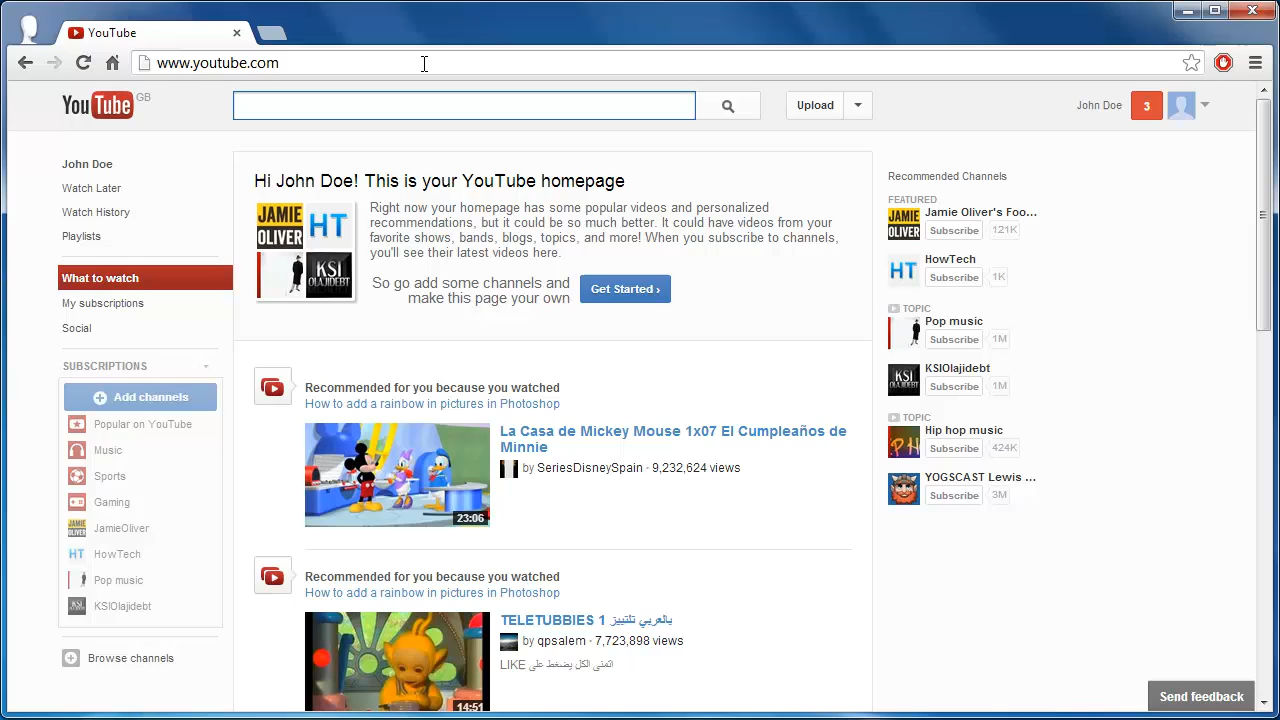 YouTube
www.youtube.com
YouTube GB
Upload
John Doe
3
John Doe
Watch Later
Watch History
Playlists
What to watch
My subscriptions
Social
SUBSCRIPTIONS
Add channels
Popular on YouTube
Music
Sports
Gaming
JAMIE OLIVER
JamieOliver
HT
HowTech
Pop music
KSI
KSIOlajidebt
Browse channels
Hi John Doe! This is your YouTube homepage
JAMIE
OLIVER
HT
KSI
OLAJIDEBT
Right now your homepage has some popular videos and personalized
recommendations, but it could be so much better. It could have videos from your
favorite shows, bands, blogs, topics, and more! When you subscribe to channels,
you'll see their latest videos here.
So go add some channels and
make this page your own
Get Started ›
Recommended for you because you watched
How to add a rainbow in pictures in Photoshop
23:06
La Casa de Mickey Mouse 1x07 El Cumpleaños de
Minnie
by SeriesDisneySpain · 9,232,624 views
Recommended for you because you watched
How to add a rainbow in pictures in Photoshop
14:51
TELETUBBIES 1 بالعربي تلتبيز
by qpsalem · 7,723,898 views
LIKE اتمنى الكل يضغط على
Recommended Channels
FEATURED
JAMIE
OLIVER
Jamie Oliver's Foo...
Subscribe 121K
HT
HowTech
Subscribe 1K
TOPIC
Pop music
Subscribe 1M
KSI
KSIOlajidebt
Subscribe 1M
TOPIC
Hip hop music
Subscribe 424K
YOGSCAST Lewis ...
Subscribe 3M
Send feedback